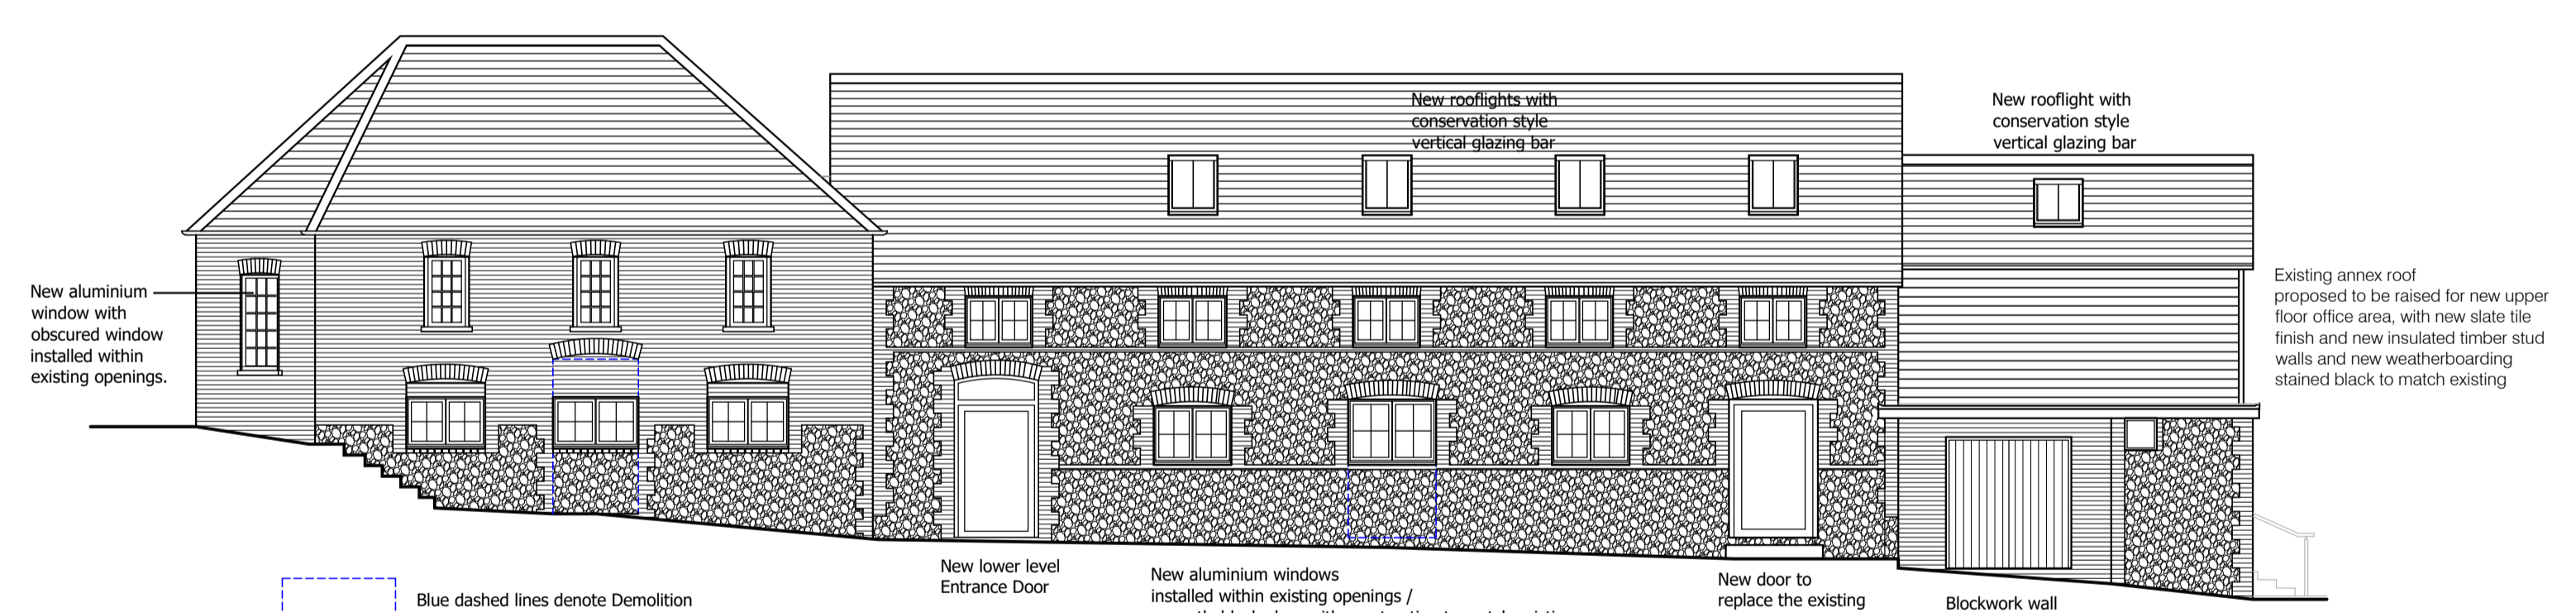 New rooflights with
conservation style
vertical glazing bar
New rooflight with
conservation style
vertical glazing bar
New aluminium
window with
obscured window
installed within
existing openings.
Existing annex roof
proposed to be raised for new upper
floor office area, with new slate tile
finish and new insulated timber stud
walls and new weatherboarding
stained black to match existing
New lower level
Entrance Door
New aluminium windows
installed within existing openings /
New door to
replace the existing
Blockwork wall
Blue dashed lines denote Demolition